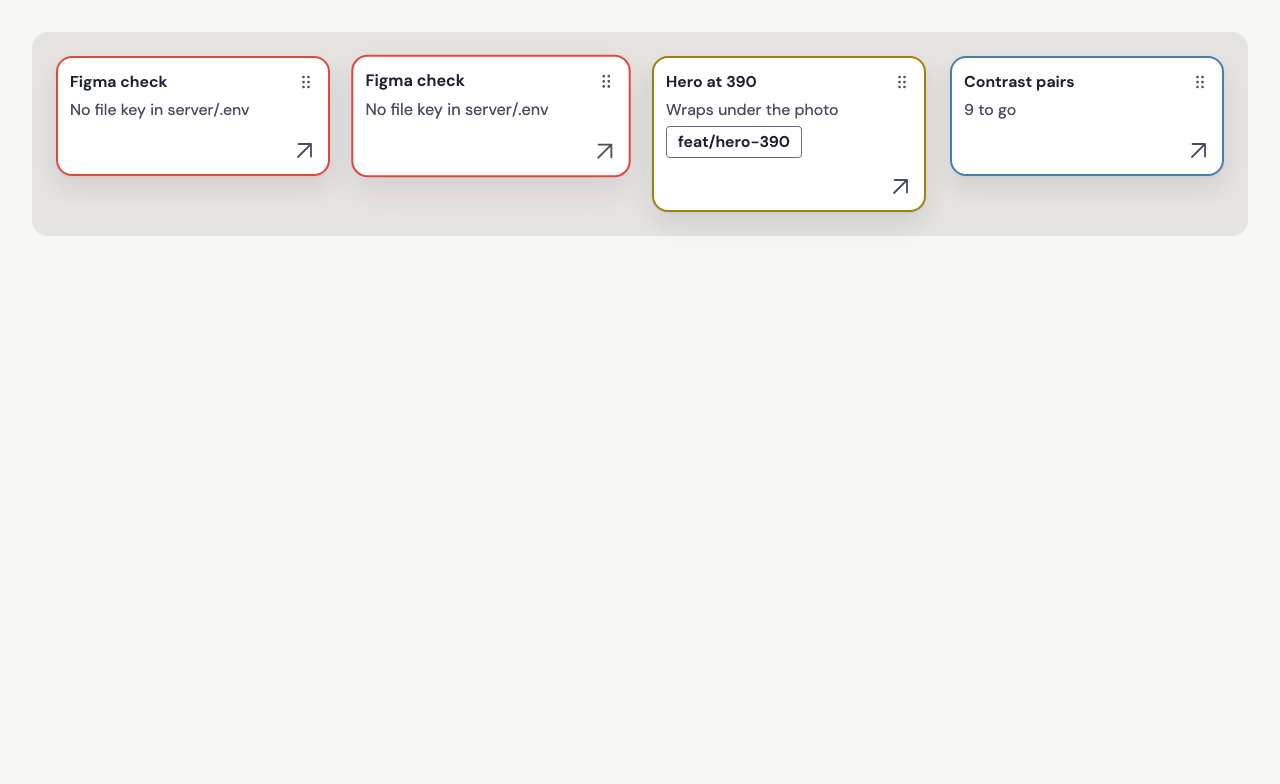 Figma check
No file key in server/.env
Figma check
No file key in server/.env
Hero at 390
Wraps under the photo
feat/hero-390
Contrast pairs
9 to go